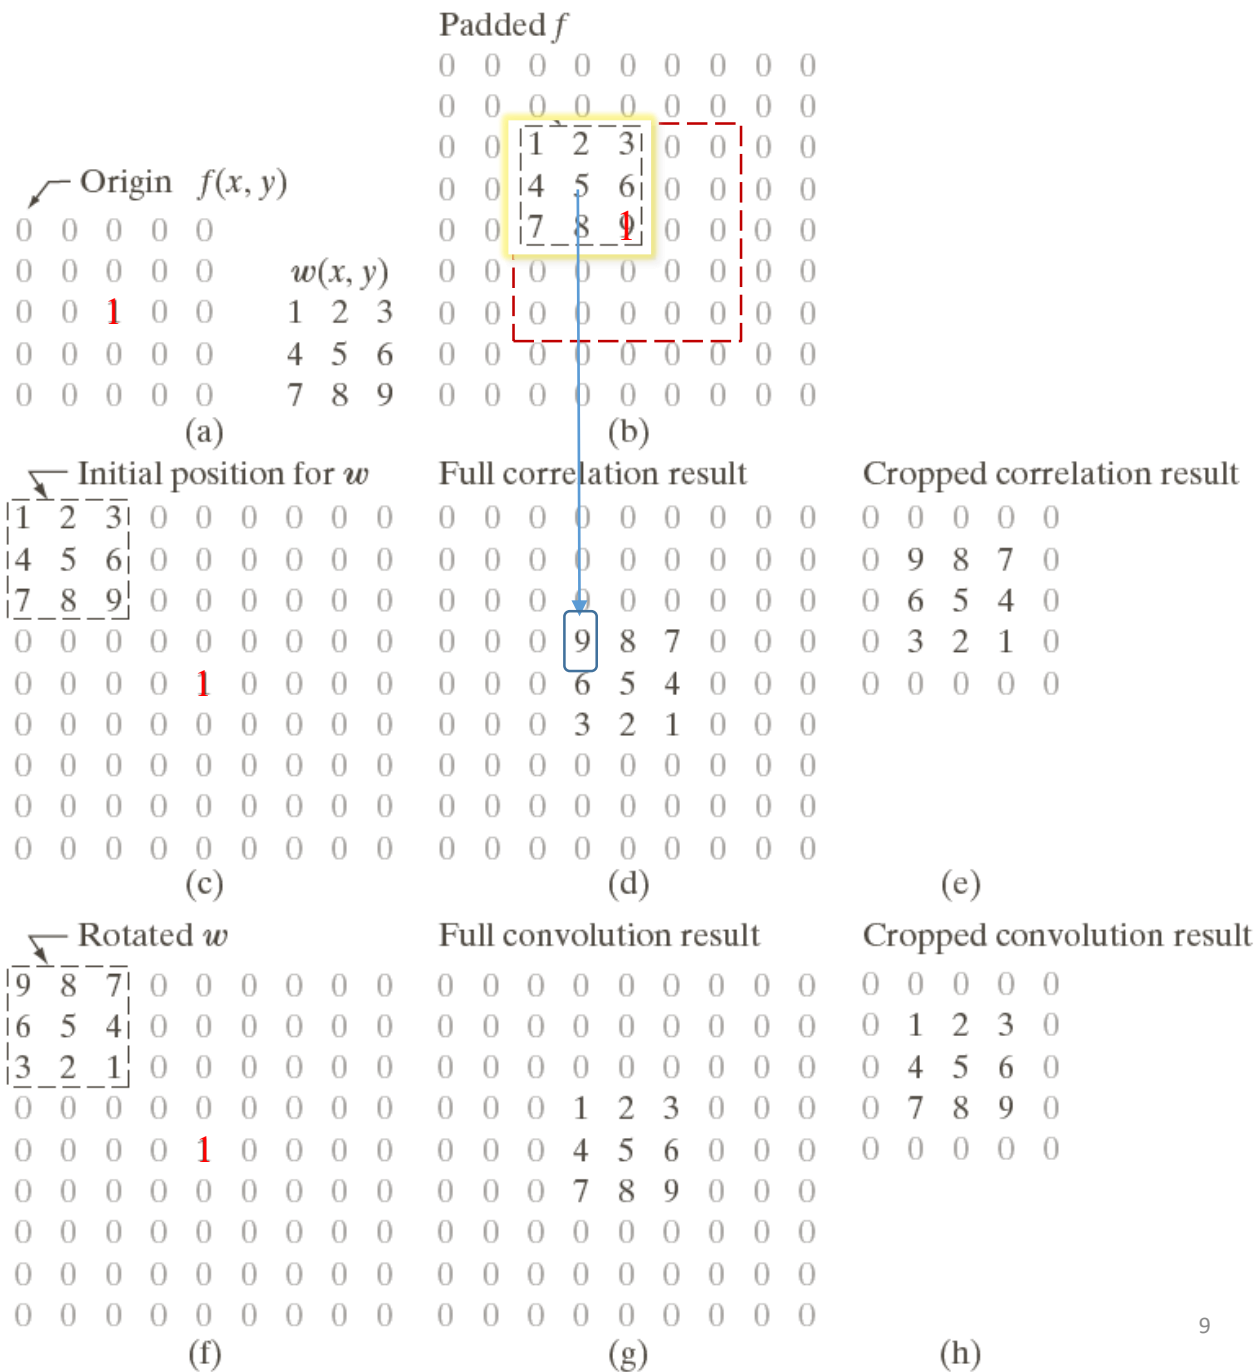 Origin f(x, y)
0 0 0 0 0
0 0 0 0 0
0 0 1 0 0
0 0 0 0 0
0 0 0 0 0
w(x, y)
1 2 3
4 5 6
7 8 9
(a)
Padded f
0 0 0 0 0 0 0 0 0
0 0 0 0 0 0 0 0 0
0 0 1 2 3 0 0 0 0
0 0 4 5 6 0 0 0 0
0 0 7 8 9 1 0 0 0 0
0 0 0 0 0 0 0 0 0
0 0 0 0 0 0 0 0 0
0 0 0 0 0 0 0 0 0
0 0 0 0 0 0 0 0 0
(b)
Initial position for w
1 2 3 0 0 0 0 0 0
4 5 6 0 0 0 0 0 0
7 8 9 0 0 0 0 0 0
0 0 0 0 0 0 0 0 0
0 0 0 0 1 0 0 0 0
0 0 0 0 0 0 0 0 0
0 0 0 0 0 0 0 0 0
0 0 0 0 0 0 0 0 0
0 0 0 0 0 0 0 0 0
(c)
Full correlation result
0 0 0 0 0 0 0 0 0
0 0 0 0 0 0 0 0 0
0 0 0 0 0 0 0 0 0
0 0 0 9 8 7 0 0 0
0 0 0 6 5 4 0 0 0
0 0 0 3 2 1 0 0 0
0 0 0 0 0 0 0 0 0
0 0 0 0 0 0 0 0 0
0 0 0 0 0 0 0 0 0
(d)
Cropped correlation result
0 0 0 0 0
0 9 8 7 0
0 6 5 4 0
0 3 2 1 0
0 0 0 0 0
(e)
Rotated w
9 8 7 0 0 0 0 0 0
6 5 4 0 0 0 0 0 0
3 2 1 0 0 0 0 0 0
0 0 0 0 0 0 0 0 0
0 0 0 0 1 0 0 0 0
0 0 0 0 0 0 0 0 0
0 0 0 0 0 0 0 0 0
0 0 0 0 0 0 0 0 0
0 0 0 0 0 0 0 0 0
(f)
Full convolution result
0 0 0 0 0 0 0 0 0
0 0 0 0 0 0 0 0 0
0 0 0 0 0 0 0 0 0
0 0 0 1 2 3 0 0 0
0 0 0 4 5 6 0 0 0
0 0 0 7 8 9 0 0 0
0 0 0 0 0 0 0 0 0
0 0 0 0 0 0 0 0 0
0 0 0 0 0 0 0 0 0
(g)
Cropped convolution result
0 0 0 0 0
0 1 2 3 0
0 4 5 6 0
0 7 8 9 0
0 0 0 0 0
(h)
9